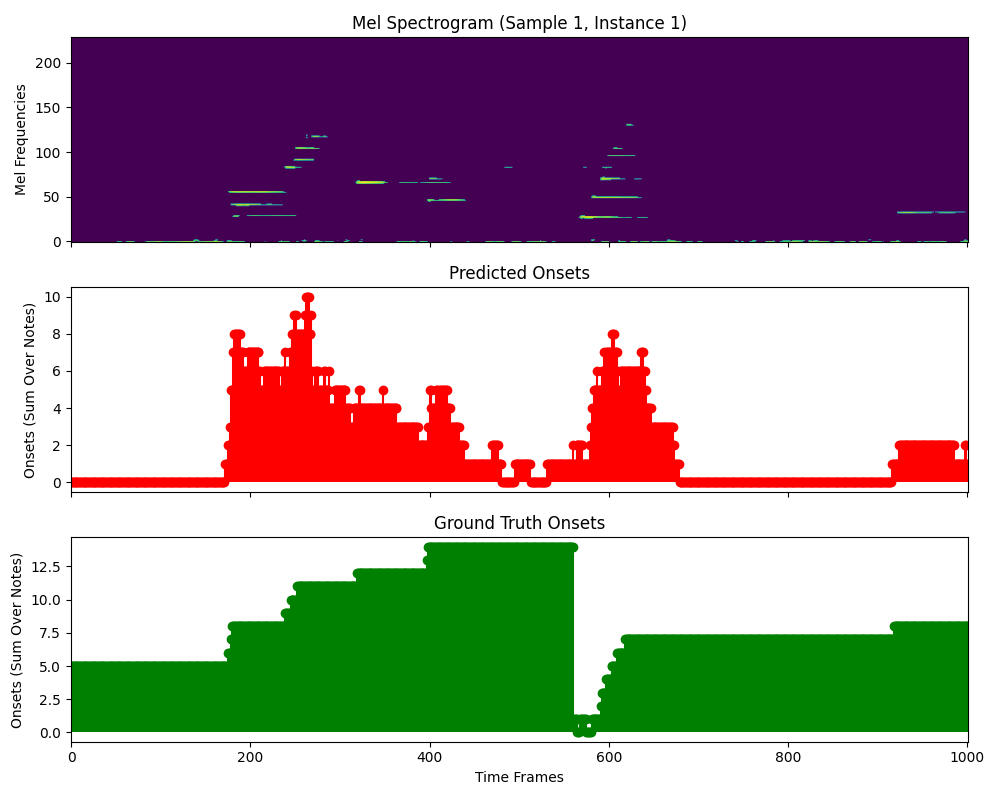 Mel Spectrogram (Sample 1, Instance 1)
200
150
100
50
0
Mel Frequencies
Predicted Onsets
10
8
6
4
2
0
Onsets (Sum Over Notes)
Ground Truth Onsets
12.5
10.0
7.5
5.0
2.5
0.0
Onsets (Sum Over Notes)
0 200 400 600 800 1000
Time Frames